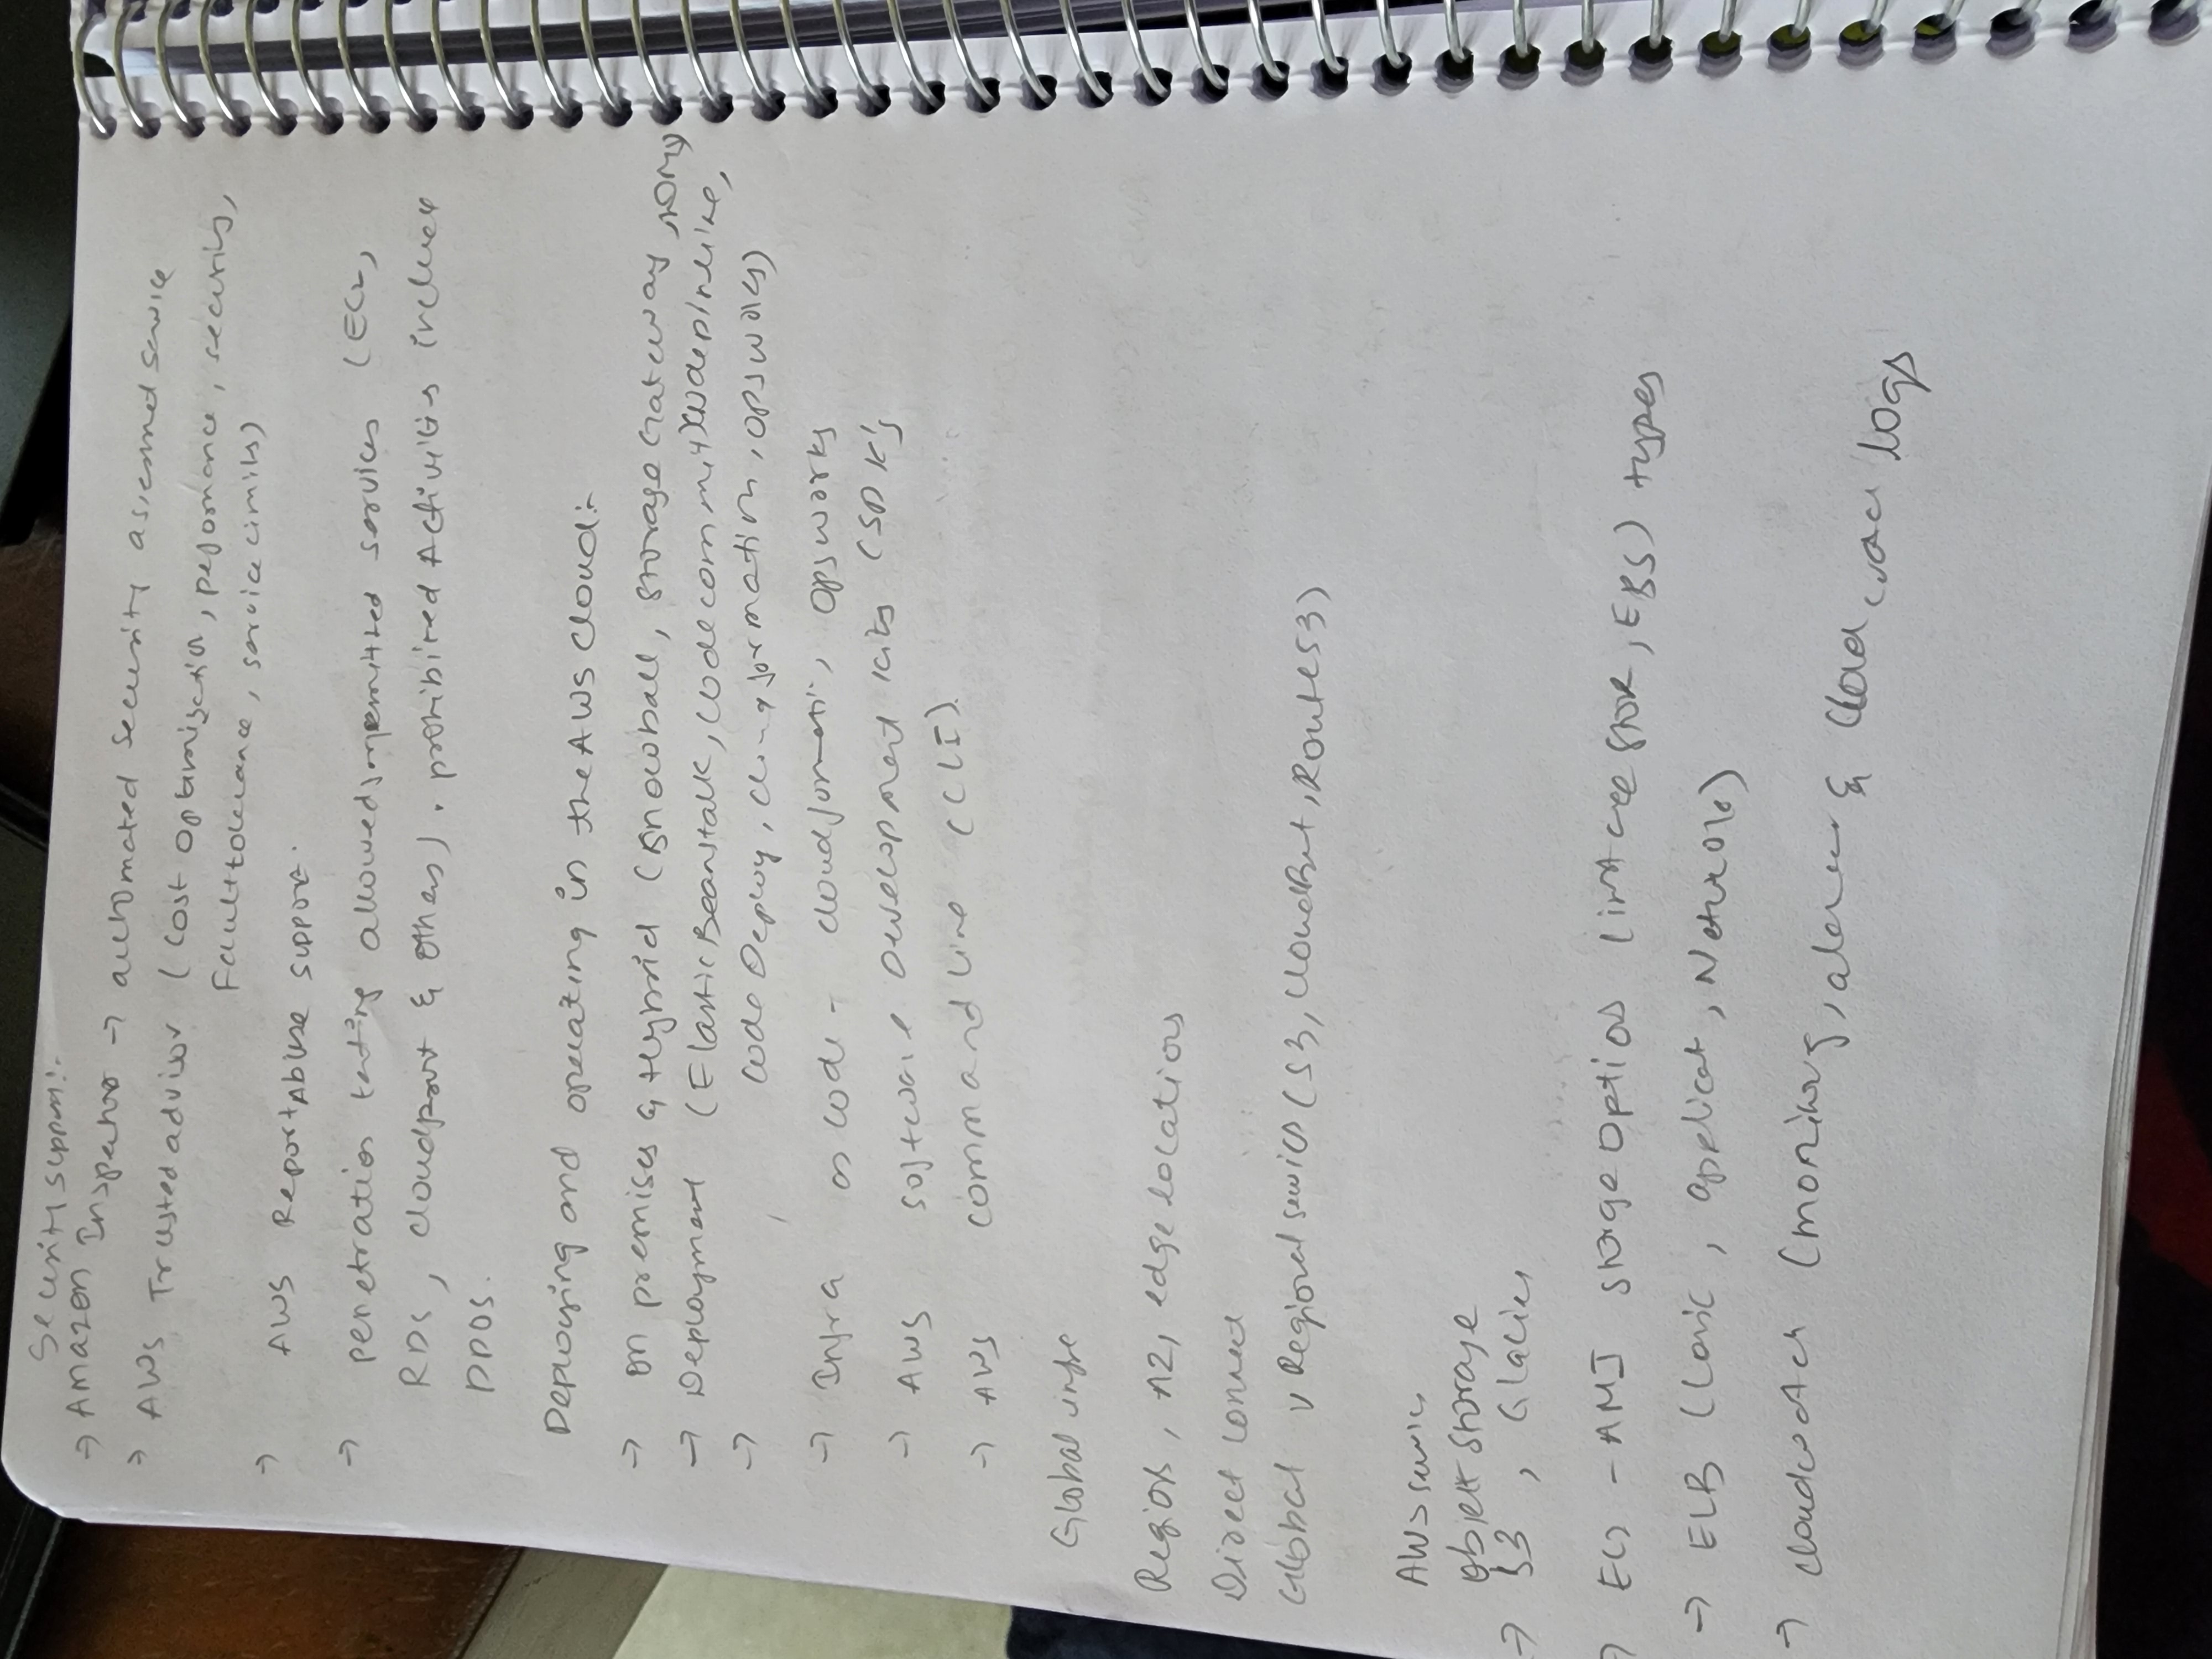 Security support:-
→ Amazon Inspector → automated security assessment service
→ AWS Trusted advisor (cost optimization, performance, security,
Fault tolerance, service limits)
→ AWS Report Abuse support.
→ penetration testing allowed permitted services (EC2,
RDS, cloudfront & others). prohibited Activities include
DDOS.
Deploying and operating in the AWS cloud:-
→ on premises & Hybrid (Snowball, Storage Gateway,
→ Deployment (Elastic Beanstalk, codecommit, codepipeline,
→ code Deploy, cloudformation, opsworks)
→ Infra as code - cloudformation, opsworks
→ AWS software Development kits (SDK's
→ AWS command line (CLI).
Global infra
Regions, AZ, edge locations
Direct connect
Global v Regional services (S3, CloudFront, Route53)
AWS service
object storage
→ S3, Glacier
→ EC2 - AMI storage options (instance store, EBS) types
→ ELB (Classic, applicat, Network)
→ cloudwatch (monitoring, alarms & Cloud watch logs